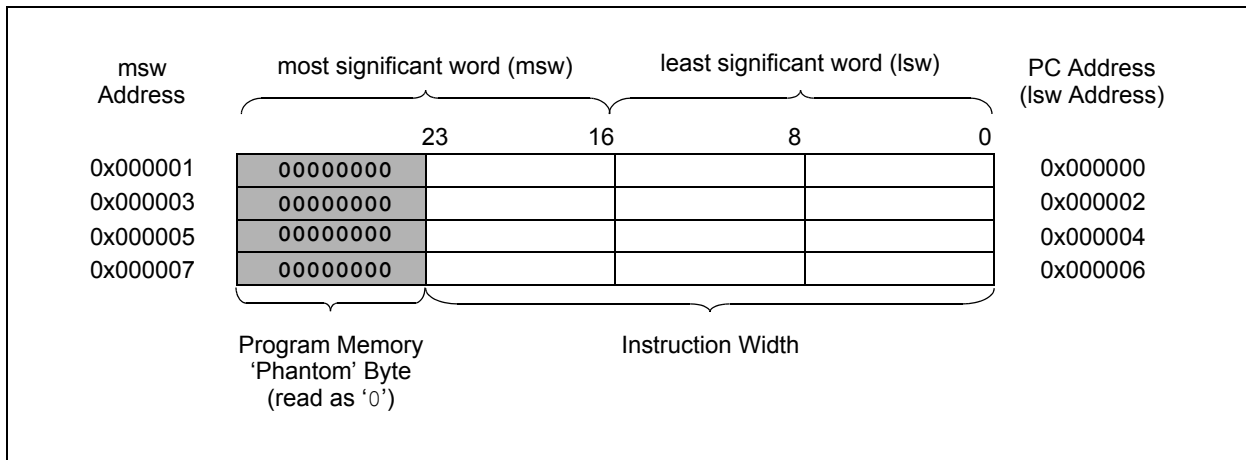 msw
Address
most significant word (msw)
least significant word (lsw)
PC Address
(lsw Address)
23 16 8 0
0x000001 00000000 0x000000
0x000003 00000000 0x000002
0x000005 00000000 0x000004
0x000007 00000000 0x000006
Program Memory
‘Phantom’ Byte
(read as ‘0’)
Instruction Width